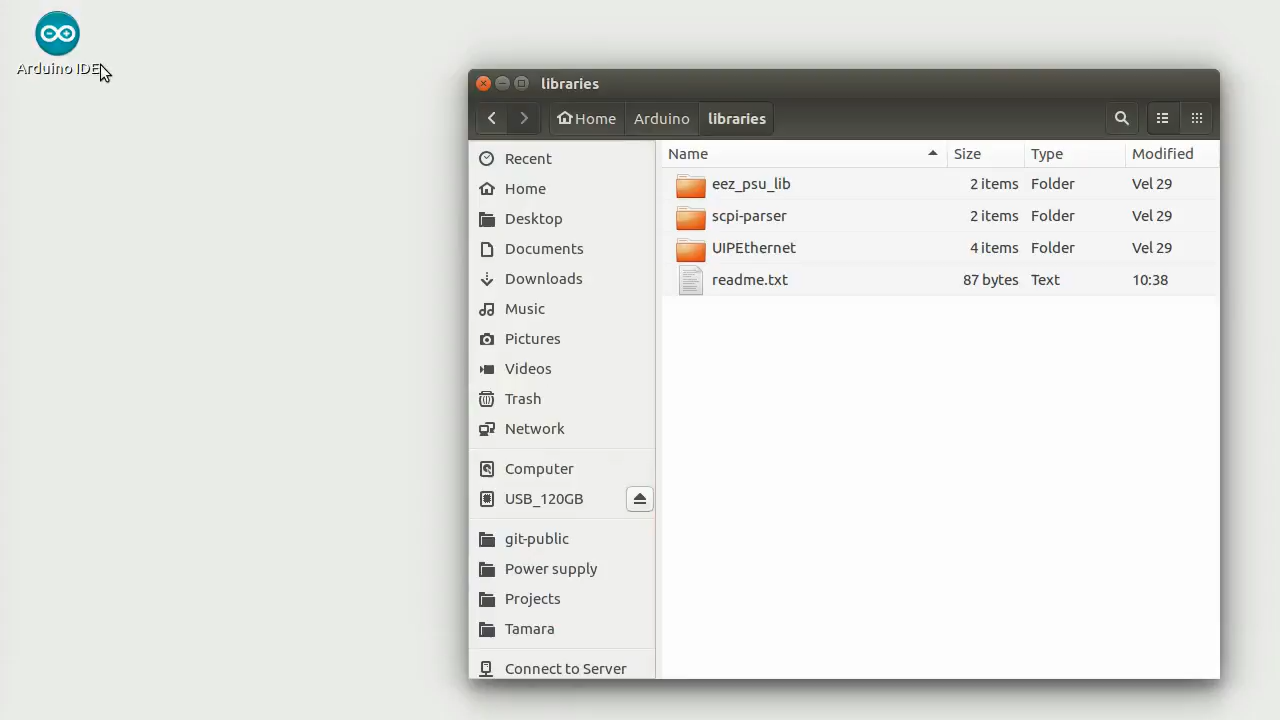 Arduino IDE
libraries
Home Arduino libraries
Name Size Type Modified
eez_psu_lib 2 items Folder Vel 29
scpi-parser 2 items Folder Vel 29
UIPEthernet 4 items Folder Vel 29
readme.txt 87 bytes Text 10:38
Recent
Home
Desktop
Documents
Downloads
Music
Pictures
Videos
Trash
Network
Computer
USB_120GB
git-public
Power supply
Projects
Tamara
Connect to Server